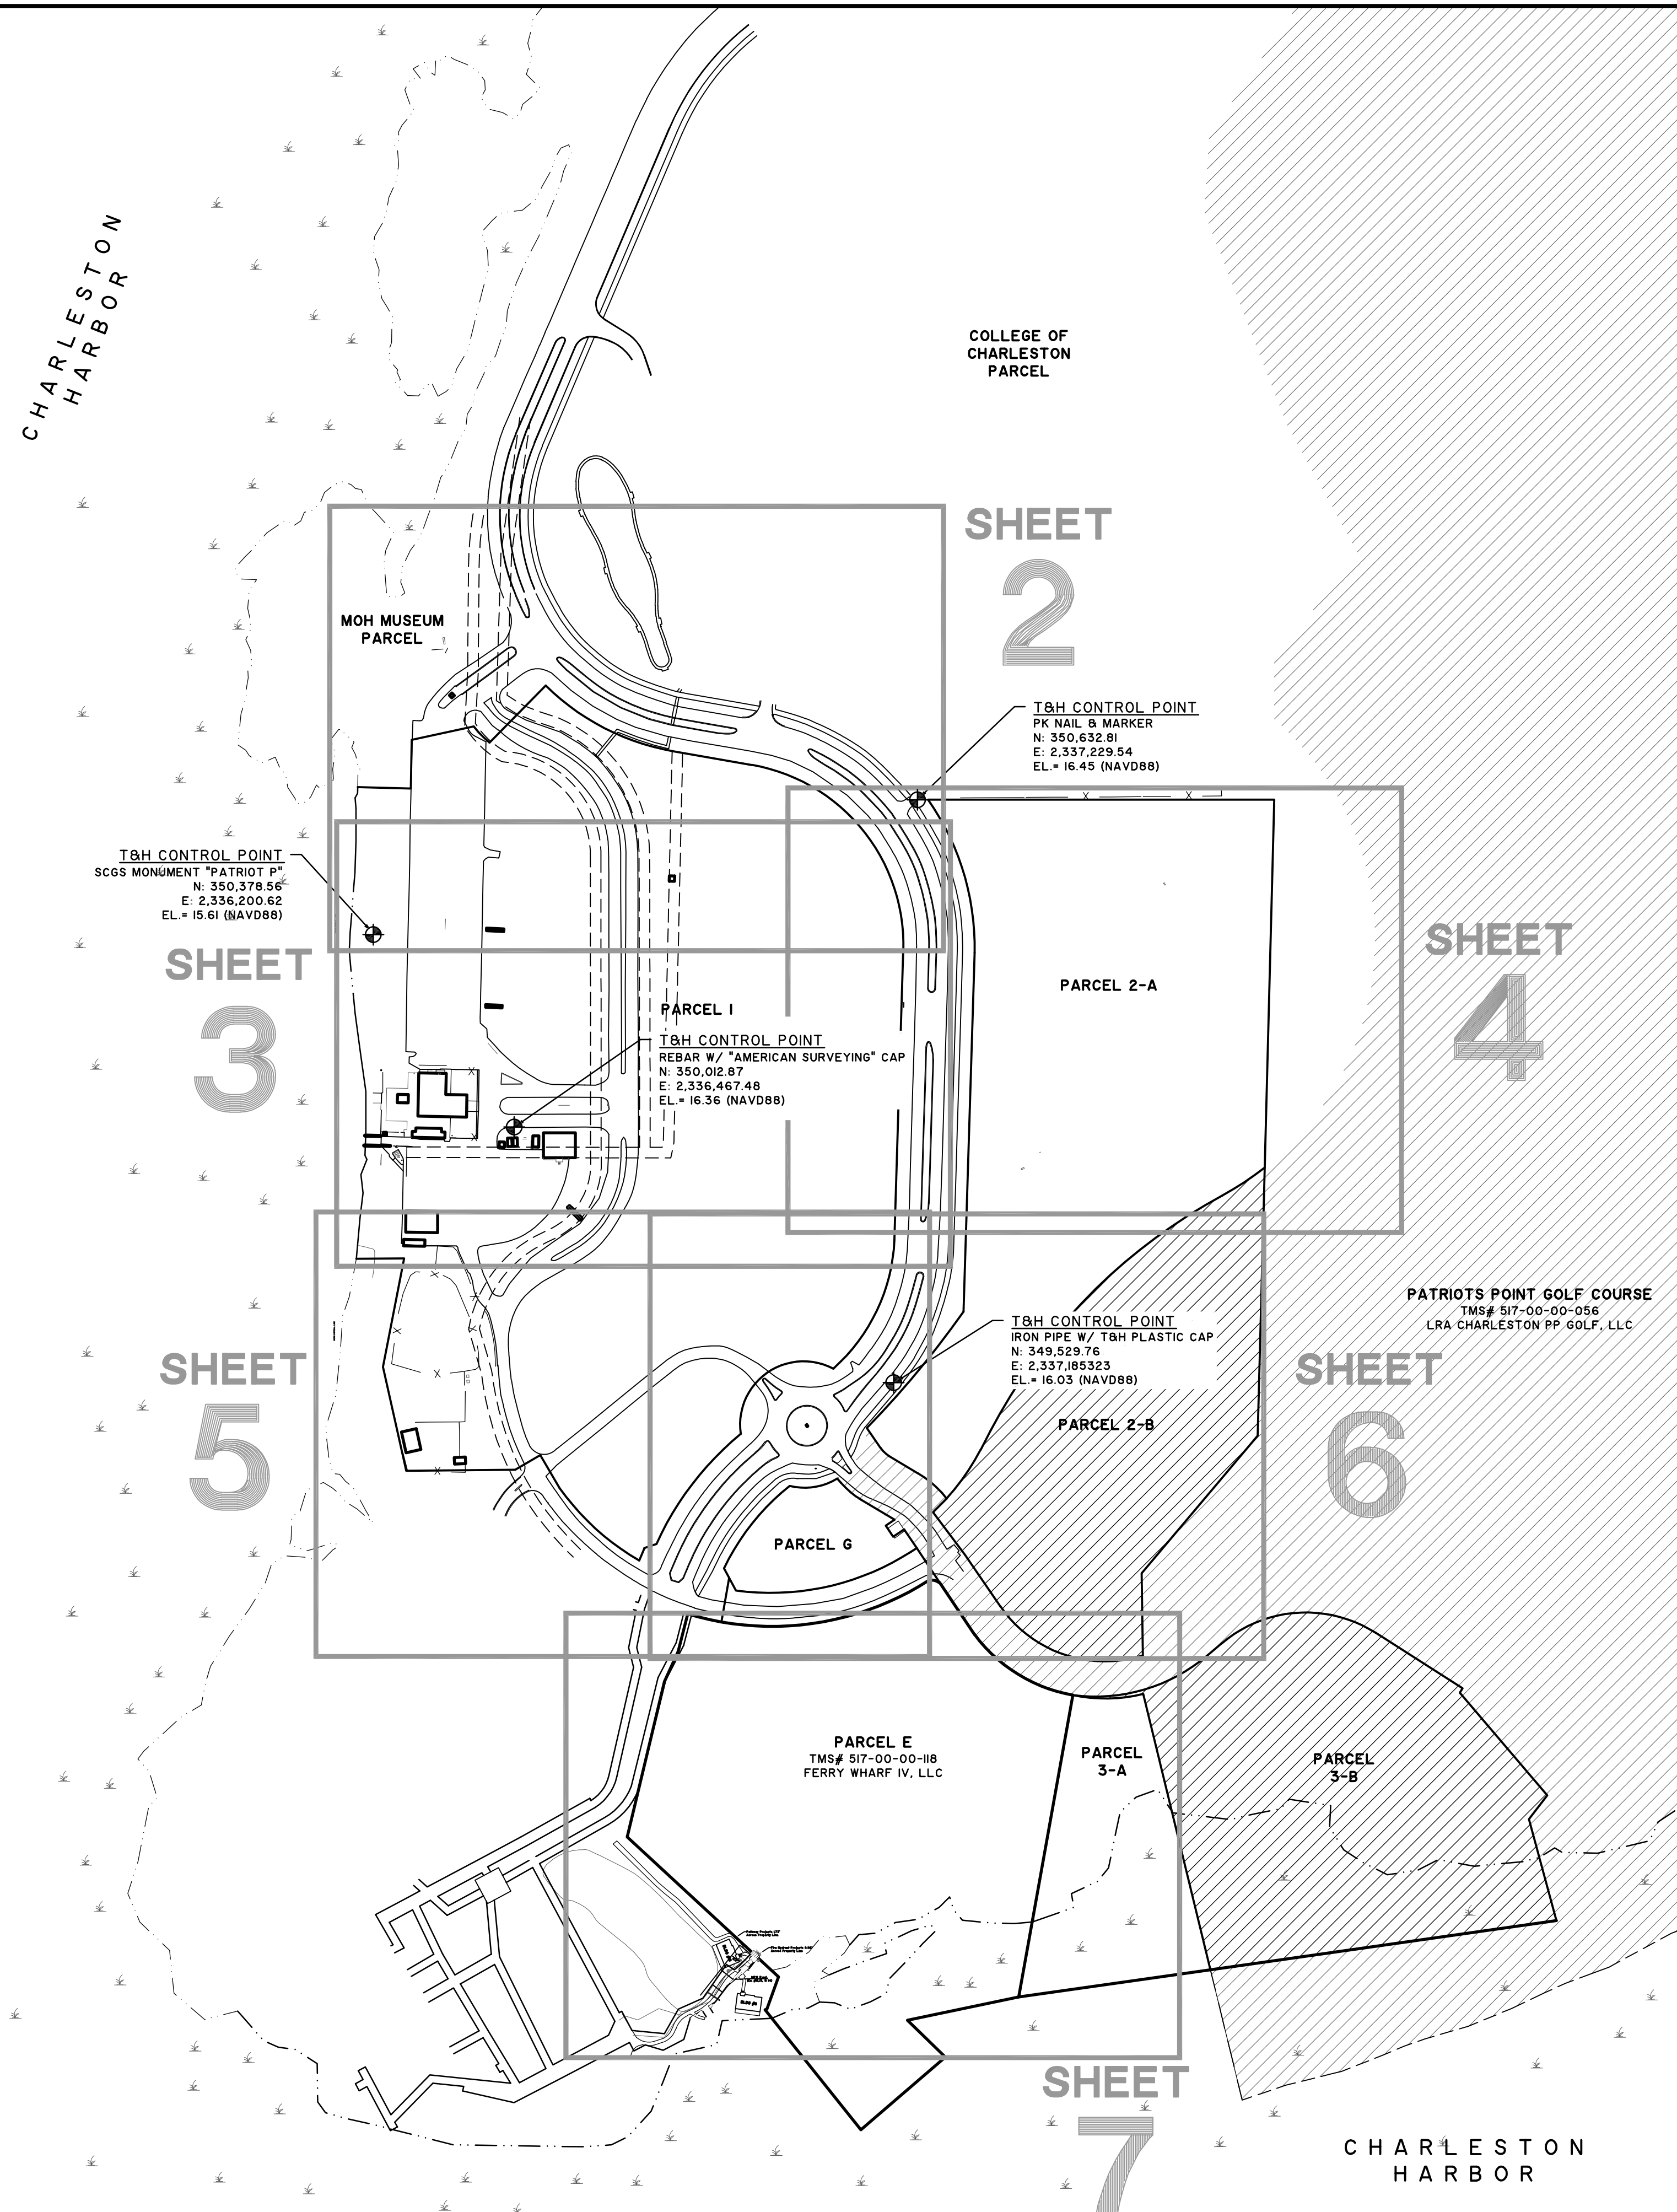 CHARLESTON
HARBOR
COLLEGE OF
CHARLESTON
PARCEL
SHEET
2
MOH MUSEUM
PARCEL
T&H CONTROL POINT
PK NAIL & MARKER
N: 350,632.81
E: 2,337,229.54
EL.= 16.45 (NAVD88)
T&H CONTROL POINT
SCGS MONUMENT "PATRIOT P"
N: 350,378.56
E: 2,336,200.62
EL.= 15.61 (NAVD88)
SHEET
3
SHEET
4
PARCEL 2-A
PARCEL I
T&H CONTROL POINT
REBAR W/ "AMERICAN SURVEYING" CAP
N: 350,012.87
E: 2,336,467.48
EL.= 16.36 (NAVD88)
PATRIOTS POINT GOLF COURSE
TMS# 517-00-00-056
LRA CHARLESTON PP GOLF, LLC
T&H CONTROL POINT
IRON PIPE W/ T&H PLASTIC CAP
N: 349,529.76
E: 2,337,185323
EL.= 16.03 (NAVD88)
SHEET
5
SHEET
6
PARCEL 2-B
PARCEL G
PARCEL E
TMS# 517-00-00-118
FERRY WHARF IV, LLC
PARCEL
3-A
PARCEL
3-B
SHEET
7
CHARLESTON
HARBOR